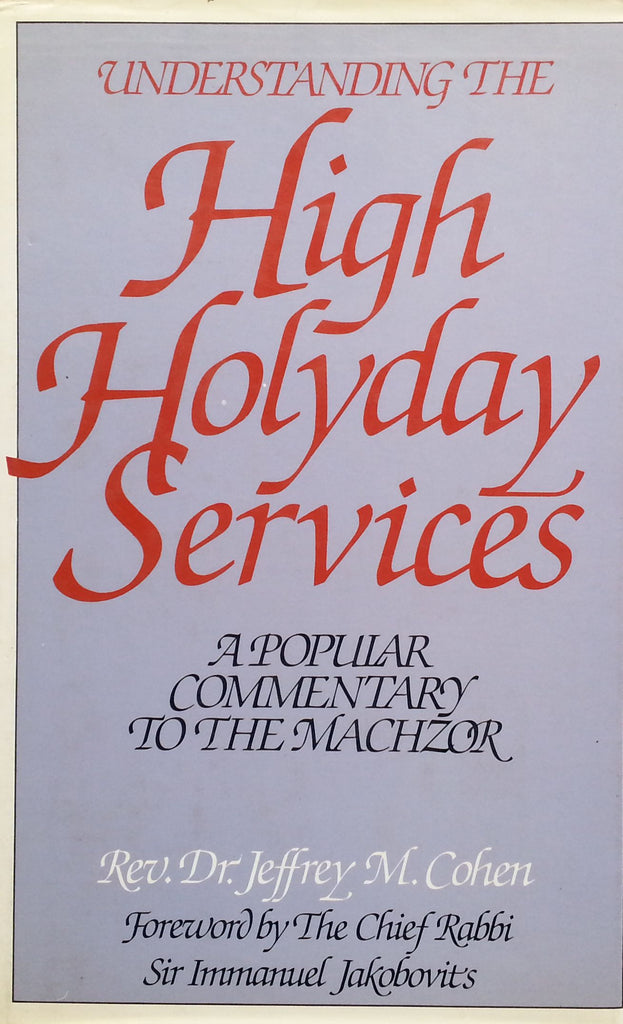 UNDERSTANDING THE
High
Holyday
Services
A POPULAR
COMMENTARY
TO THE MACHZOR
Rev. Dr. Jeffrey M. Cohen
Foreword by The Chief Rabbi
Sir Immanuel Jakobovits